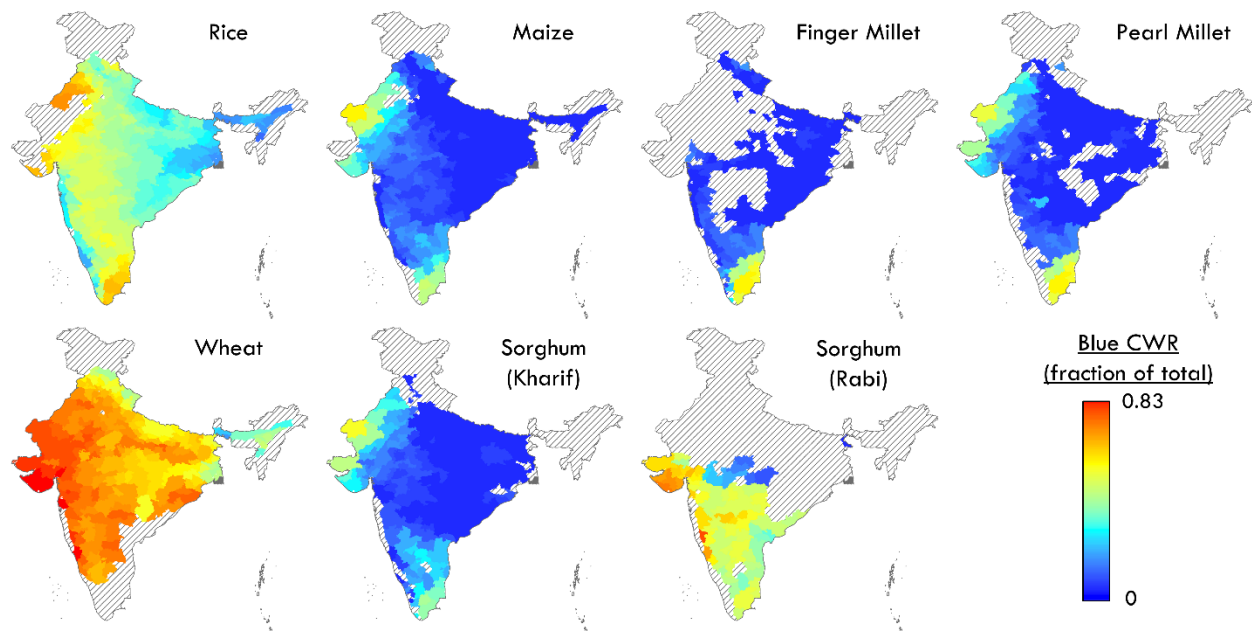 Rice
Maize
Finger Millet
Pearl Millet
Wheat
Sorghum
(Kharif)
Sorghum
(Rabi)
Blue CWR
(fraction of total)
0.83
0